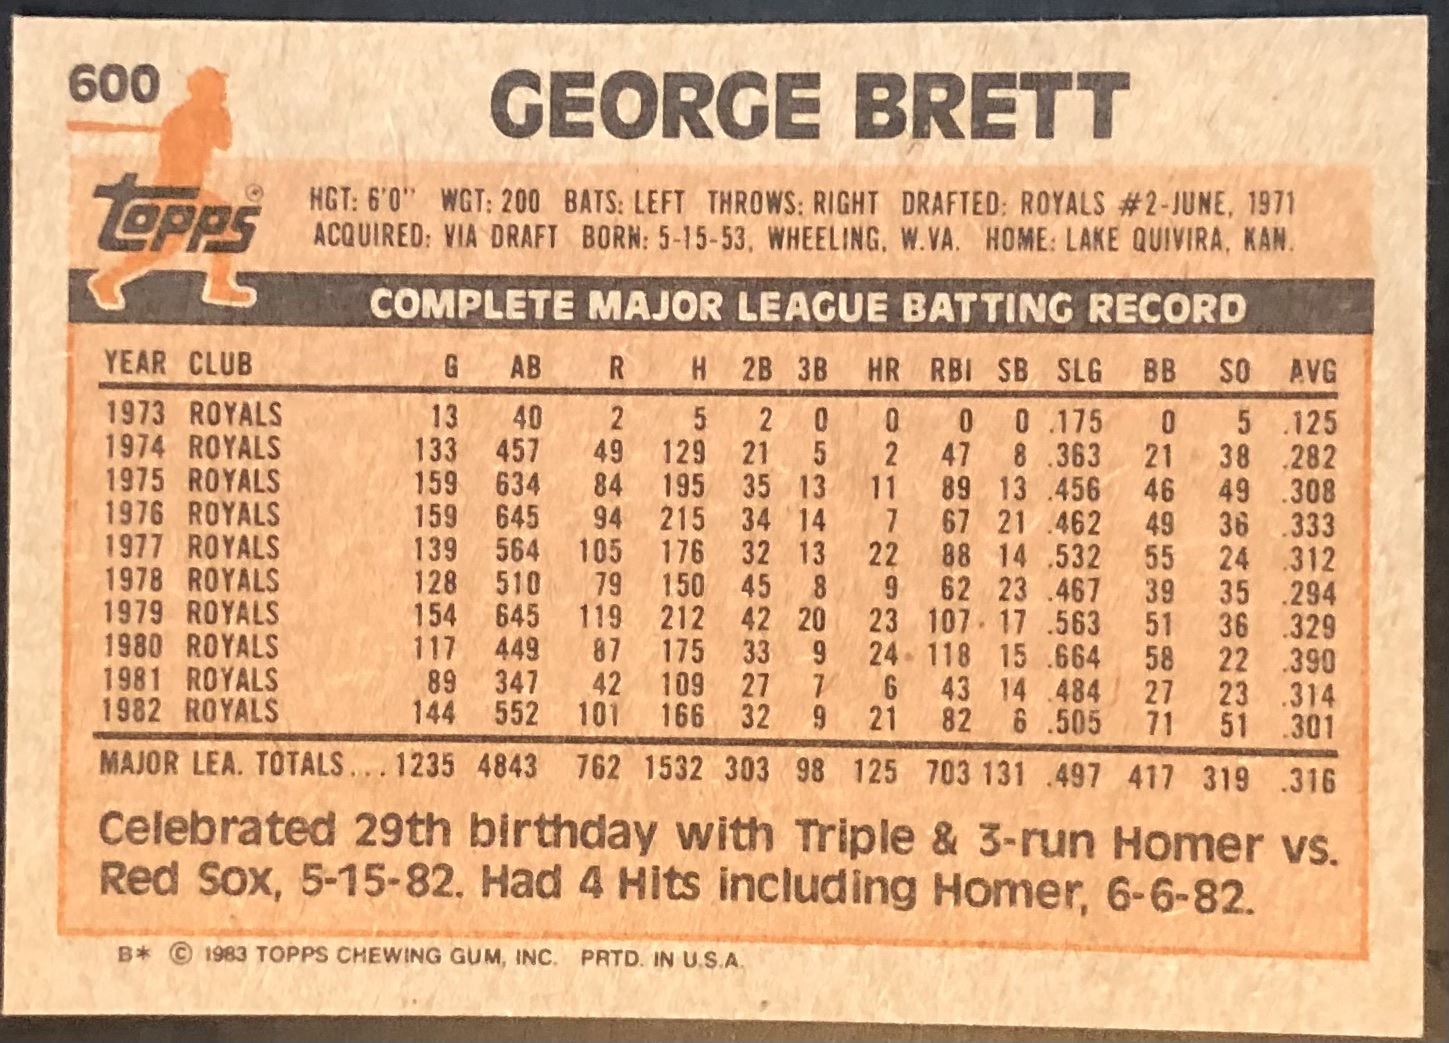 600
GEORGE BRETT
topps®
HGT: 6'0" WGT: 200 BATS: LEFT THROWS: RIGHT DRAFTED: ROYALS #2-JUNE, 1971
ACQUIRED: VIA DRAFT BORN: 5-15-53, WHEELING, W.VA. HOME: LAKE QUIVIRA, KAN.
COMPLETE MAJOR LEAGUE BATTING RECORD
YEAR CLUB G AB R H 2B 3B HR RBI SB SLG BB SO AVG
1973 ROYALS 13 40 2 5 2 0 0 0 0 .175 0 5 .125
1974 ROYALS 133 457 49 129 21 5 2 47 8 .363 21 38 .282
1975 ROYALS 159 634 84 195 35 13 11 89 13 .456 46 49 .308
1976 ROYALS 159 645 94 215 34 14 7 67 21 .462 49 36 .333
1977 ROYALS 139 564 105 176 32 13 22 88 14 .532 55 24 .312
1978 ROYALS 128 510 79 150 45 8 9 62 23 .467 39 35 .294
1979 ROYALS 154 645 119 212 42 20 23 107 17 .563 51 36 .329
1980 ROYALS 117 449 87 175 33 9 24 118 15 .664 58 22 .390
1981 ROYALS 89 347 42 109 27 7 6 43 14 .484 27 23 .314
1982 ROYALS 144 552 101 166 32 9 21 82 6 .505 71 51 .301
MAJOR LEA. TOTALS... 1235 4843 762 1532 303 98 125 703 131 .497 417 319 .316
Celebrated 29th birthday with Triple & 3-run Homer vs.
Red Sox, 5-15-82. Had 4 Hits including Homer, 6-6-82.
B* © 1983 TOPPS CHEWING GUM, INC. PRTD. IN U.S.A.